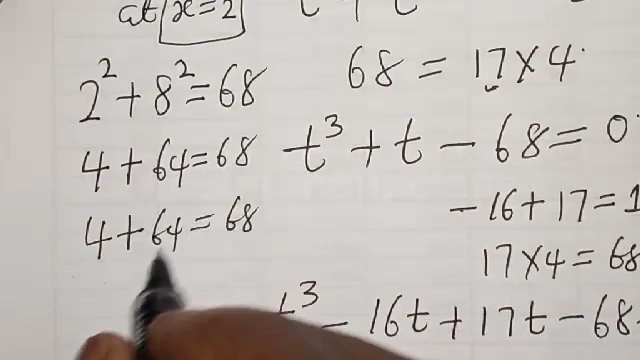 at x=2
2² + 8² = 68
4 + 64 = 68
4 + 64 = 68
68 = 17 × 4
t³ + t − 68 = 0
−16 + 17 = 1
17 × 4 = 68
t³ − 16t + 17t − 68